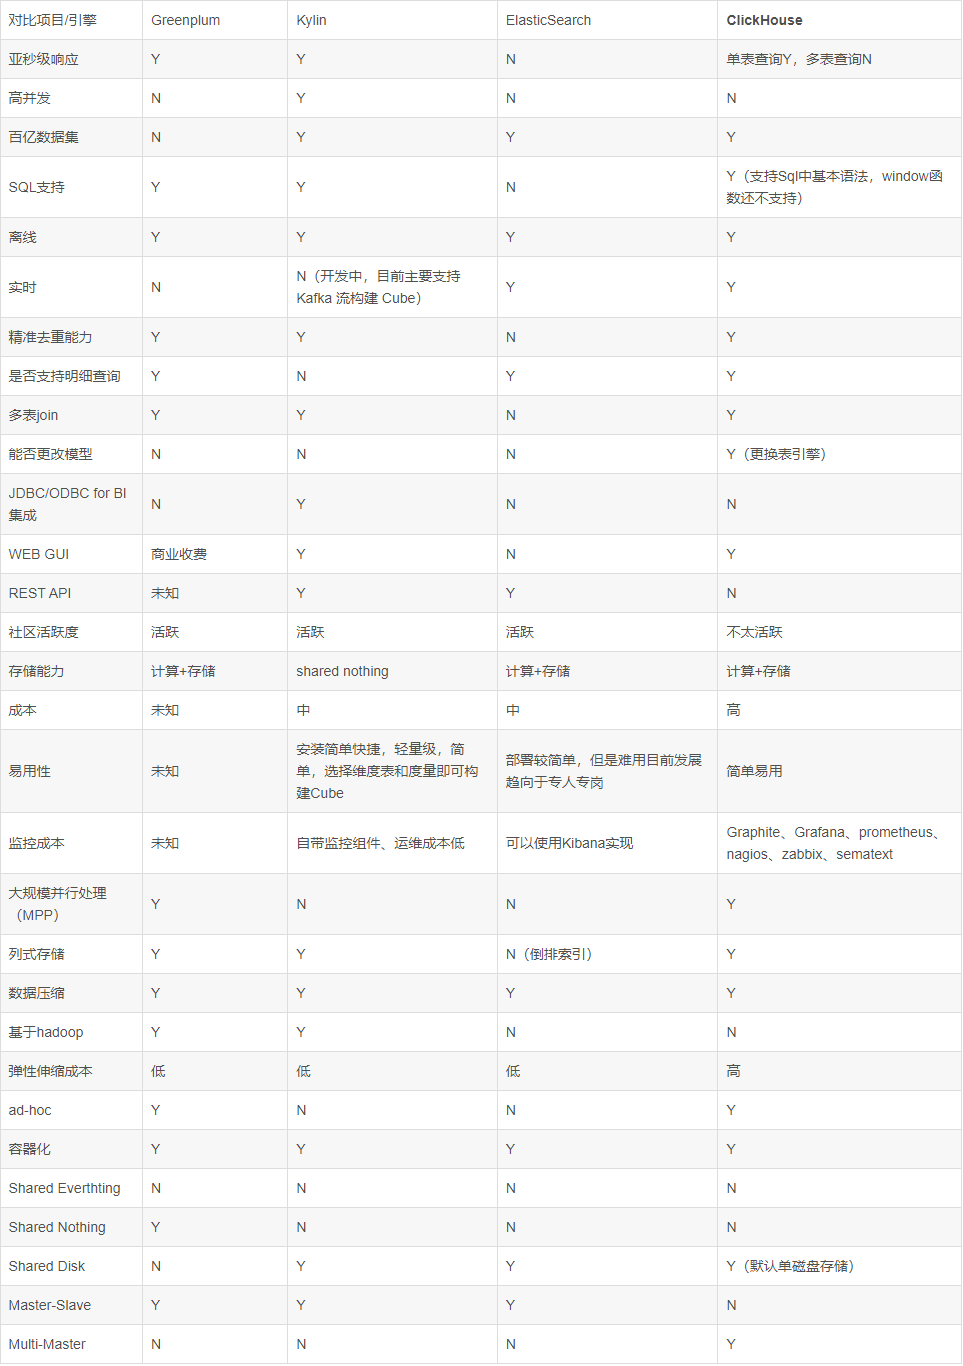 对比项目/引擎 Greenplum Kylin ElasticSearch ClickHouse
亚秒级响应 Y Y N 单表查询Y，多表查询N
高并发 N Y N N
百亿数据集 N Y Y Y
SQL支持 Y Y N Y（支持Sql中基本语法，window函
数还不支持）
离线 Y Y Y Y
实时 N N（开发中，目前主要支持
Kafka 流构建 Cube） Y Y
精准去重能力 Y Y N Y
是否支持明细查询 Y N Y Y
多表join Y Y N Y
能否更改模型 N N N Y（更换表引擎）
JDBC/ODBC for BI
集成 N Y N N
WEB GUI 商业收费 Y N Y
REST API 未知 Y Y N
社区活跃度 活跃 活跃 活跃 不太活跃
存储能力 计算+存储 shared nothing 计算+存储 计算+存储
成本 未知 中 中 高
易用性 未知 安装简单快捷，轻量级，简
单，选择维度表和度量即可构
建Cube 部署较简单，但是难用目前发展
趋向于专人专岗 简单易用
监控成本 未知 自带监控组件、运维成本低 可以使用Kibana实现 Graphite、Grafana、prometheus、
nagios、zabbix、sematext
大规模并行处理
（MPP） Y N N Y
列式存储 Y Y N（倒排索引） Y
数据压缩 Y Y Y Y
基于hadoop Y Y N N
弹性伸缩成本 低 低 低 高
ad-hoc Y N N Y
容器化 Y Y Y Y
Shared Everthting N N N N
Shared Nothing Y N N N
Shared Disk N Y Y Y（默认单磁盘存储）
Master-Slave Y Y Y N
Multi-Master N N N Y